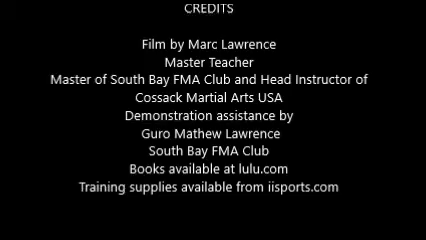 CREDITS
Film by Marc Lawrence
Master Teacher
Master of South Bay FMA Club and Head Instructor of
Cossack Martial Arts USA
Demonstration assistance by
Guro Mathew Lawrence
South Bay FMA Club
Books available at lulu.com
Training supplies available from iisports.com